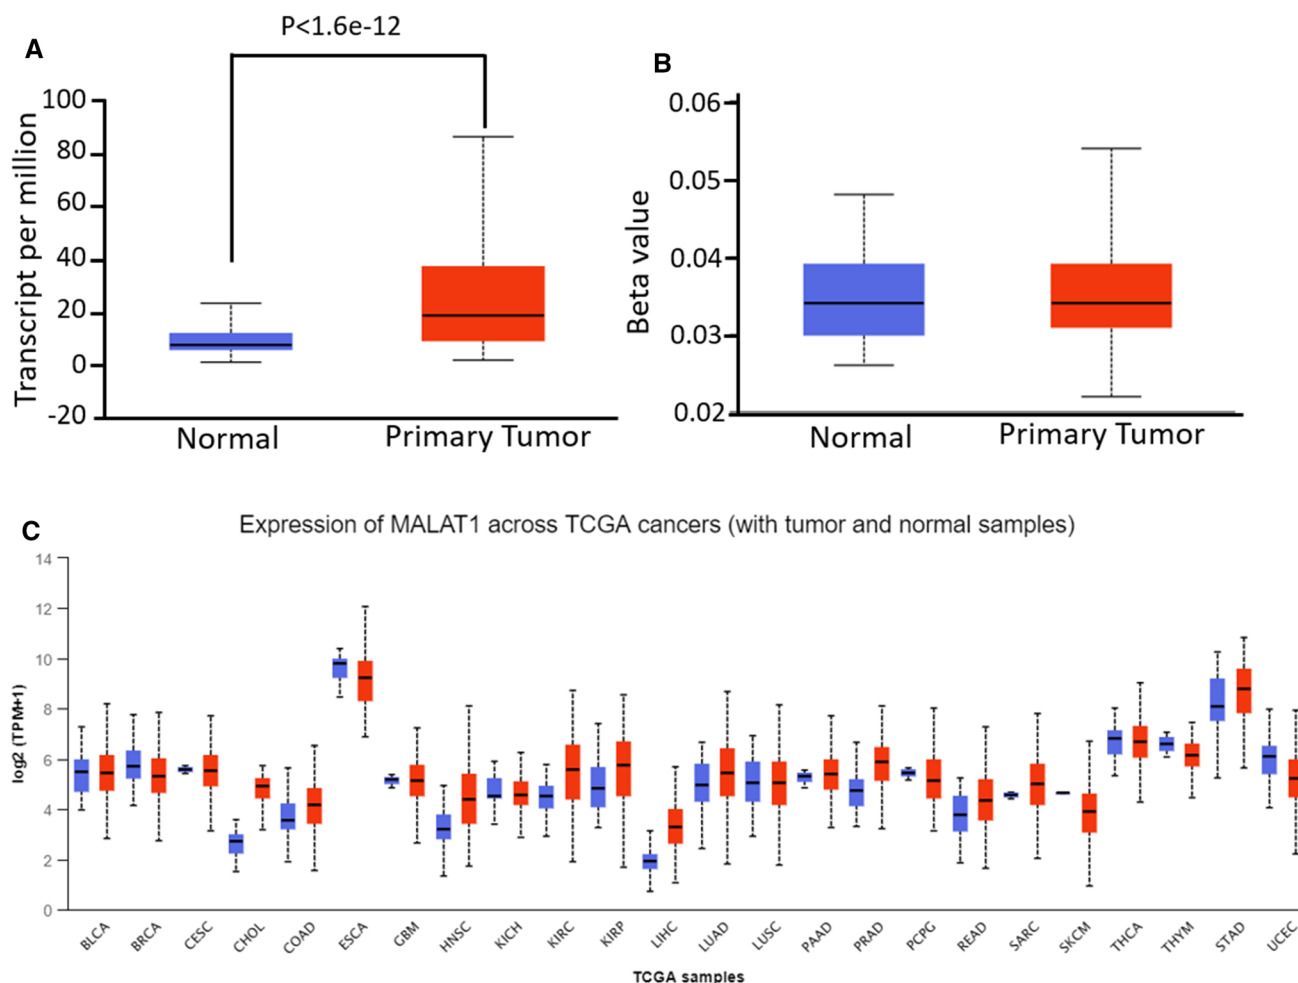 A
P<1.6e-12
Transcript per million
100
80
60
40
20
0
-20
Normal
Primary Tumor
B
Beta value
0.06
0.05
0.04
0.03
0.02
Normal
Primary Tumor
C
Expression of MALAT1 across TCGA cancers (with tumor and normal samples)
log2 (TPM+1)
14
12
10
8
6
4
2
0
BLCA
BRCA
CESC
CHOL
COAD
ESCA
GBM
HNSC
KICH
KIRC
KIRP
LIHC
LUAD
LUSC
PAAD
PRAD
PCPG
READ
SARC
SKCM
THCA
THYM
STAD
UCEC
TCGA samples